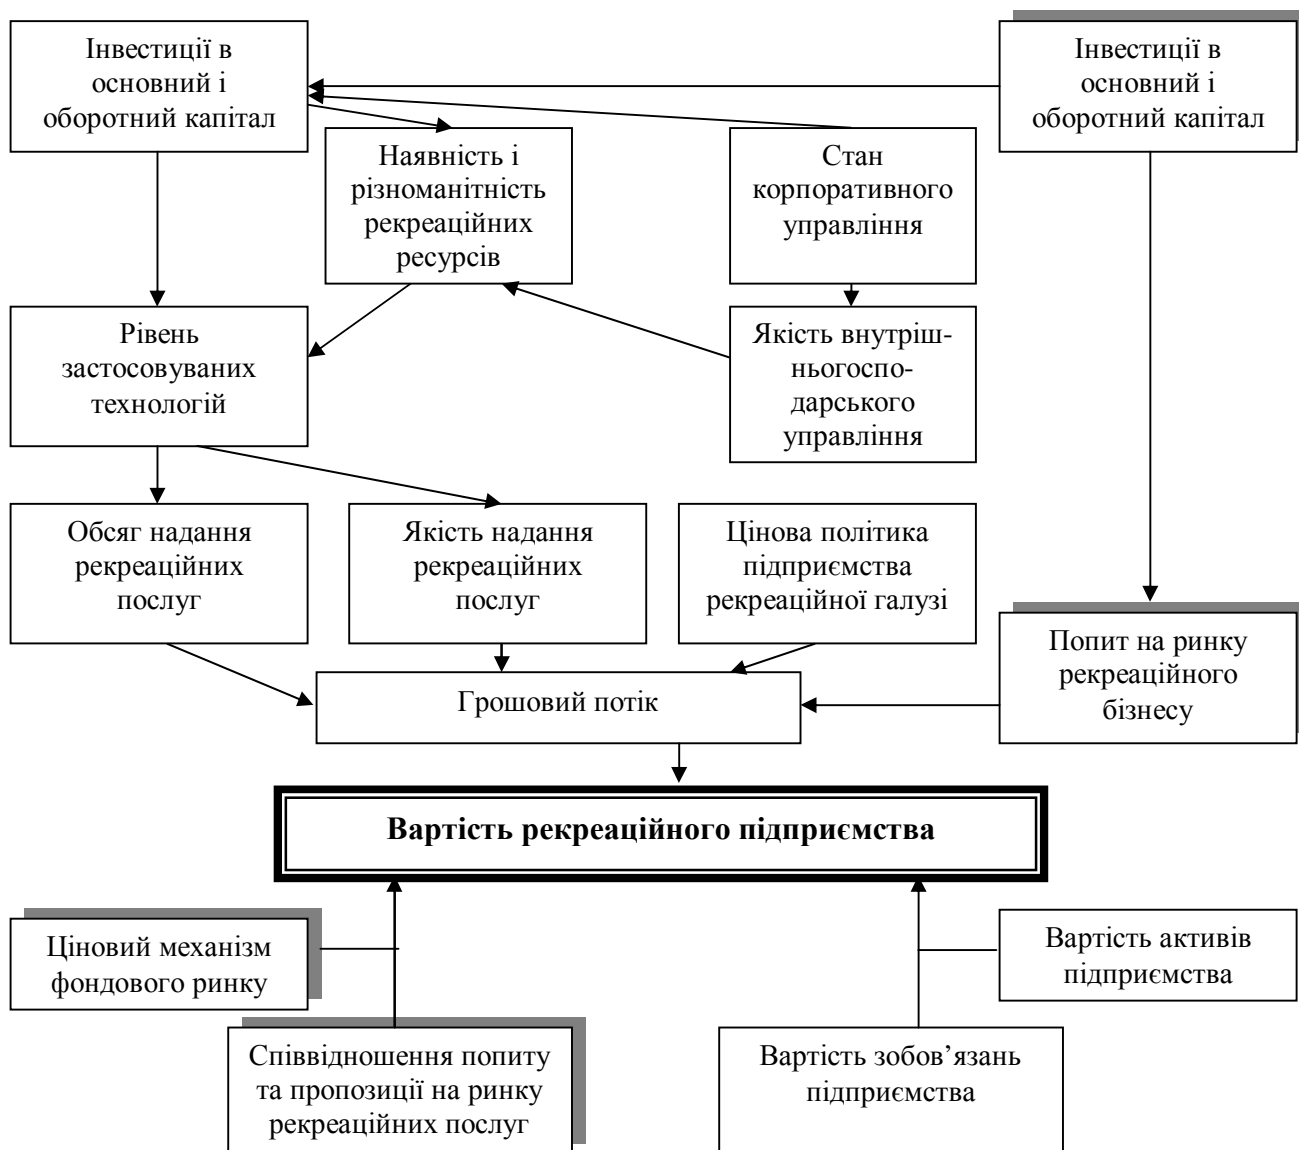 Інвестиції в
основний і
оборотний капітал
Інвестиції в
основний і
оборотний капітал
Наявність і
різноманітність
рекреаційних
ресурсів
Стан
корпоративного
управління
Рівень
застосовуваних
технологій
Якість внутріш-
ньогоспо-
дарського
управління
Обсяг надання
рекреаційних
послуг
Якість надання
рекреаційних
послуг
Цінова політика
підприємства
рекреаційної галузі
Попит на ринку
рекреаційного
бізнесу
Грошовий потік
Вартість рекреаційного підприємства
Ціновий механізм
фондового ринку
Вартість активів
підприємства
Співвідношення попиту
та пропозиції на ринку
рекреаційних послуг
Вартість зобов’язань
підприємства